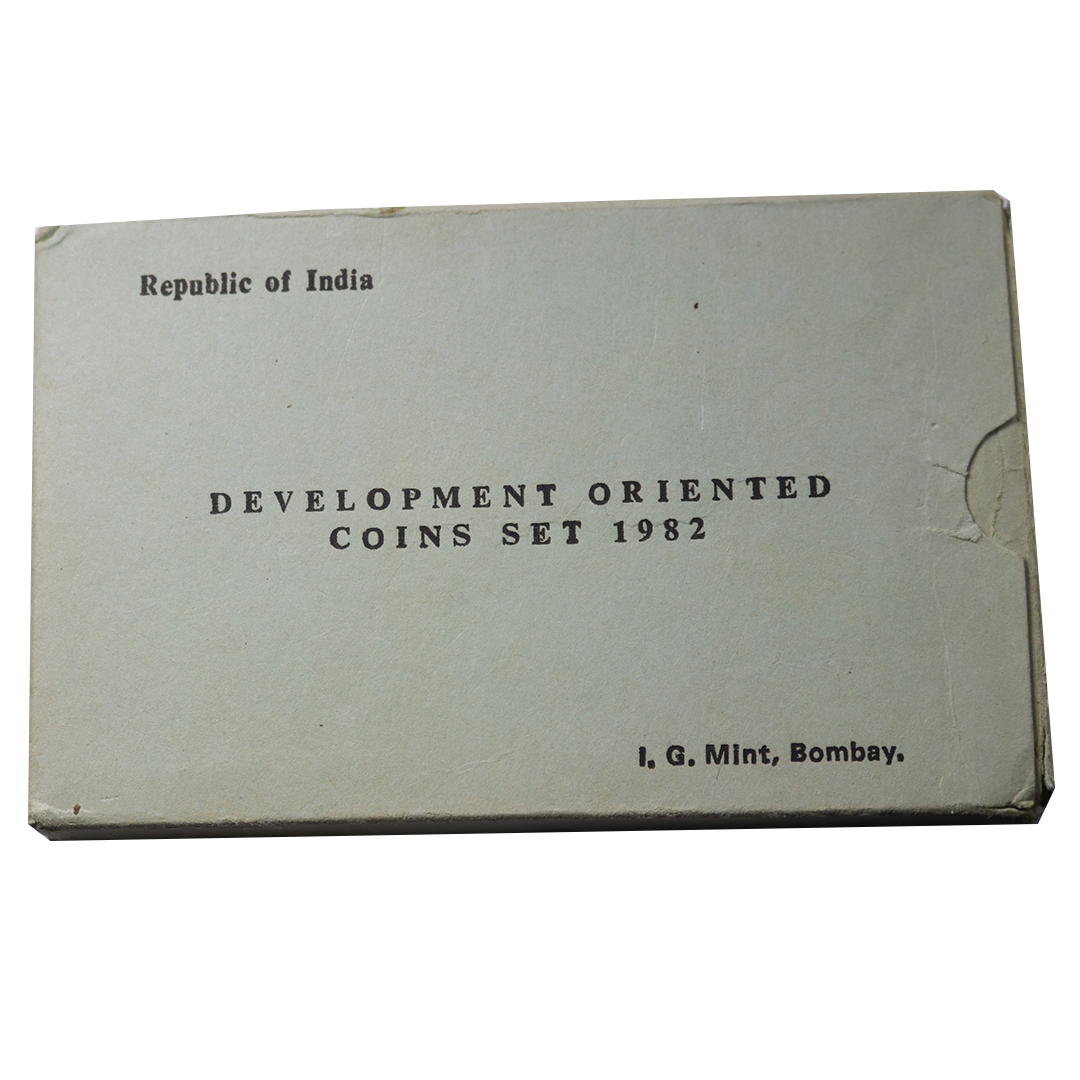 Republic of India
DEVELOPMENT ORIENTED
COINS SET 1982
I. G. Mint, Bombay.